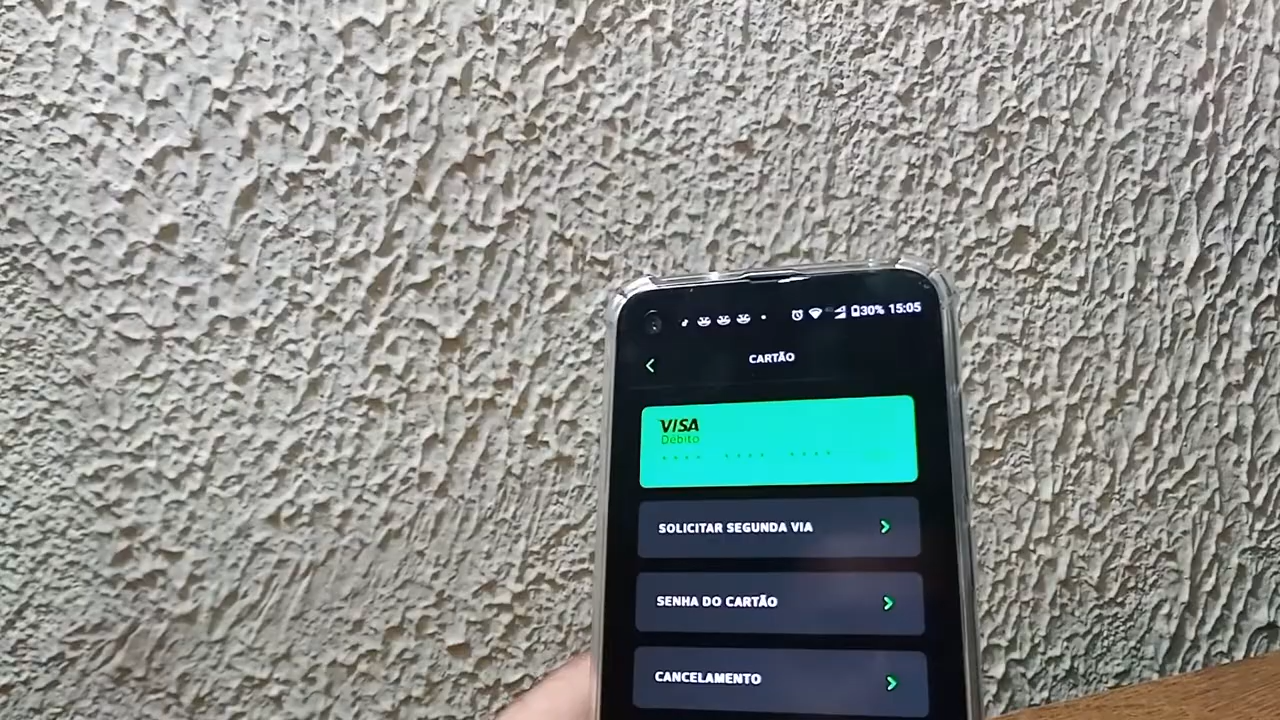 30% 15:05
CARTÃO
VISA
Débito
SOLICITAR SEGUNDA VIA
SENHA DO CARTÃO
CANCELAMENTO